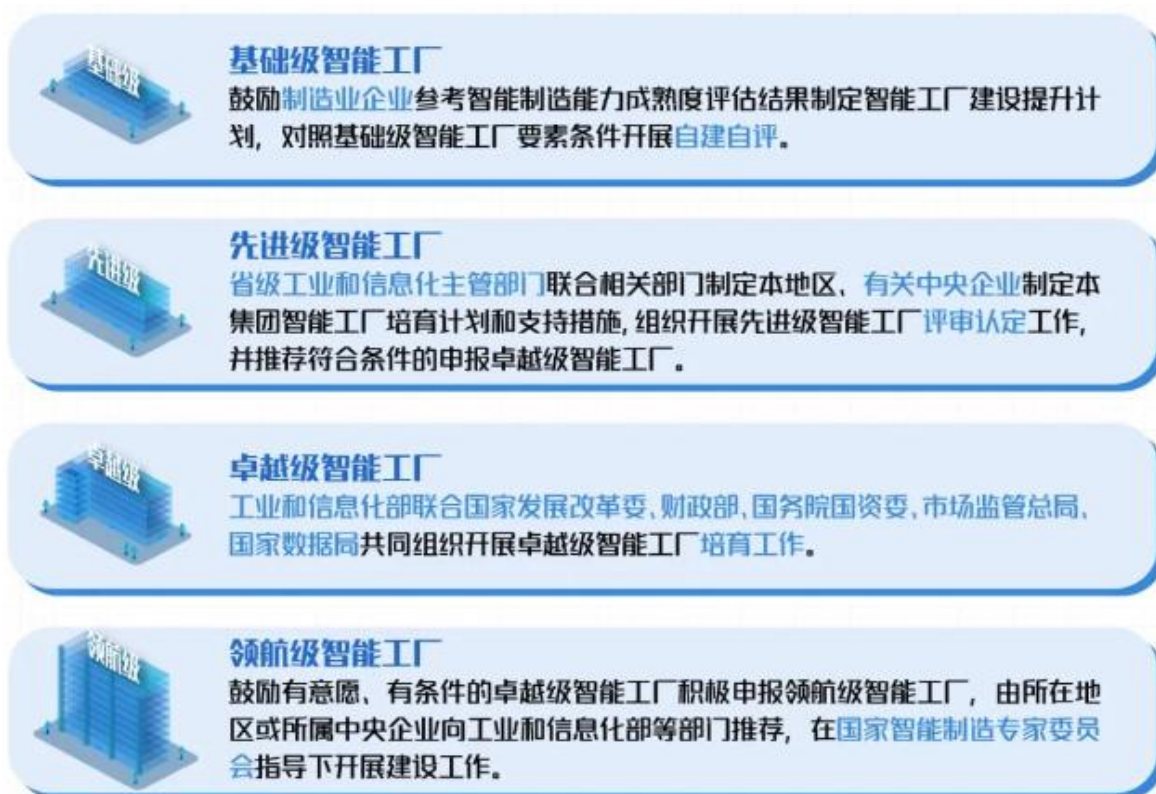 基础级
基础级智能工厂
鼓励制造业企业参考智能制造能力成熟度评估结果制定智能工厂建设提升计
划，对照基础级智能工厂要素条件开展自建自评。
先进级
先进级智能工厂
省级工业和信息化主管部门联合相关部门制定本地区、有关中央企业制定本
集团智能工厂培育计划和支持措施,组织开展先进级智能工厂评审认定工作,
并推荐符合条件的申报卓越级智能工厂。
卓越级
卓越级智能工厂
工业和信息化部联合国家发展改革委、财政部、国务院国资委、市场监管总局、
国家数据局共同组织开展卓越级智能工厂培育工作。
领航级
领航级智能工厂
鼓励有意愿、有条件的卓越级智能工厂积极申报领航级智能工厂，由所在地
区或所属中央企业向工业和信息化部等部门推荐，在国家智能制造专家委员
会指导下开展建设工作。